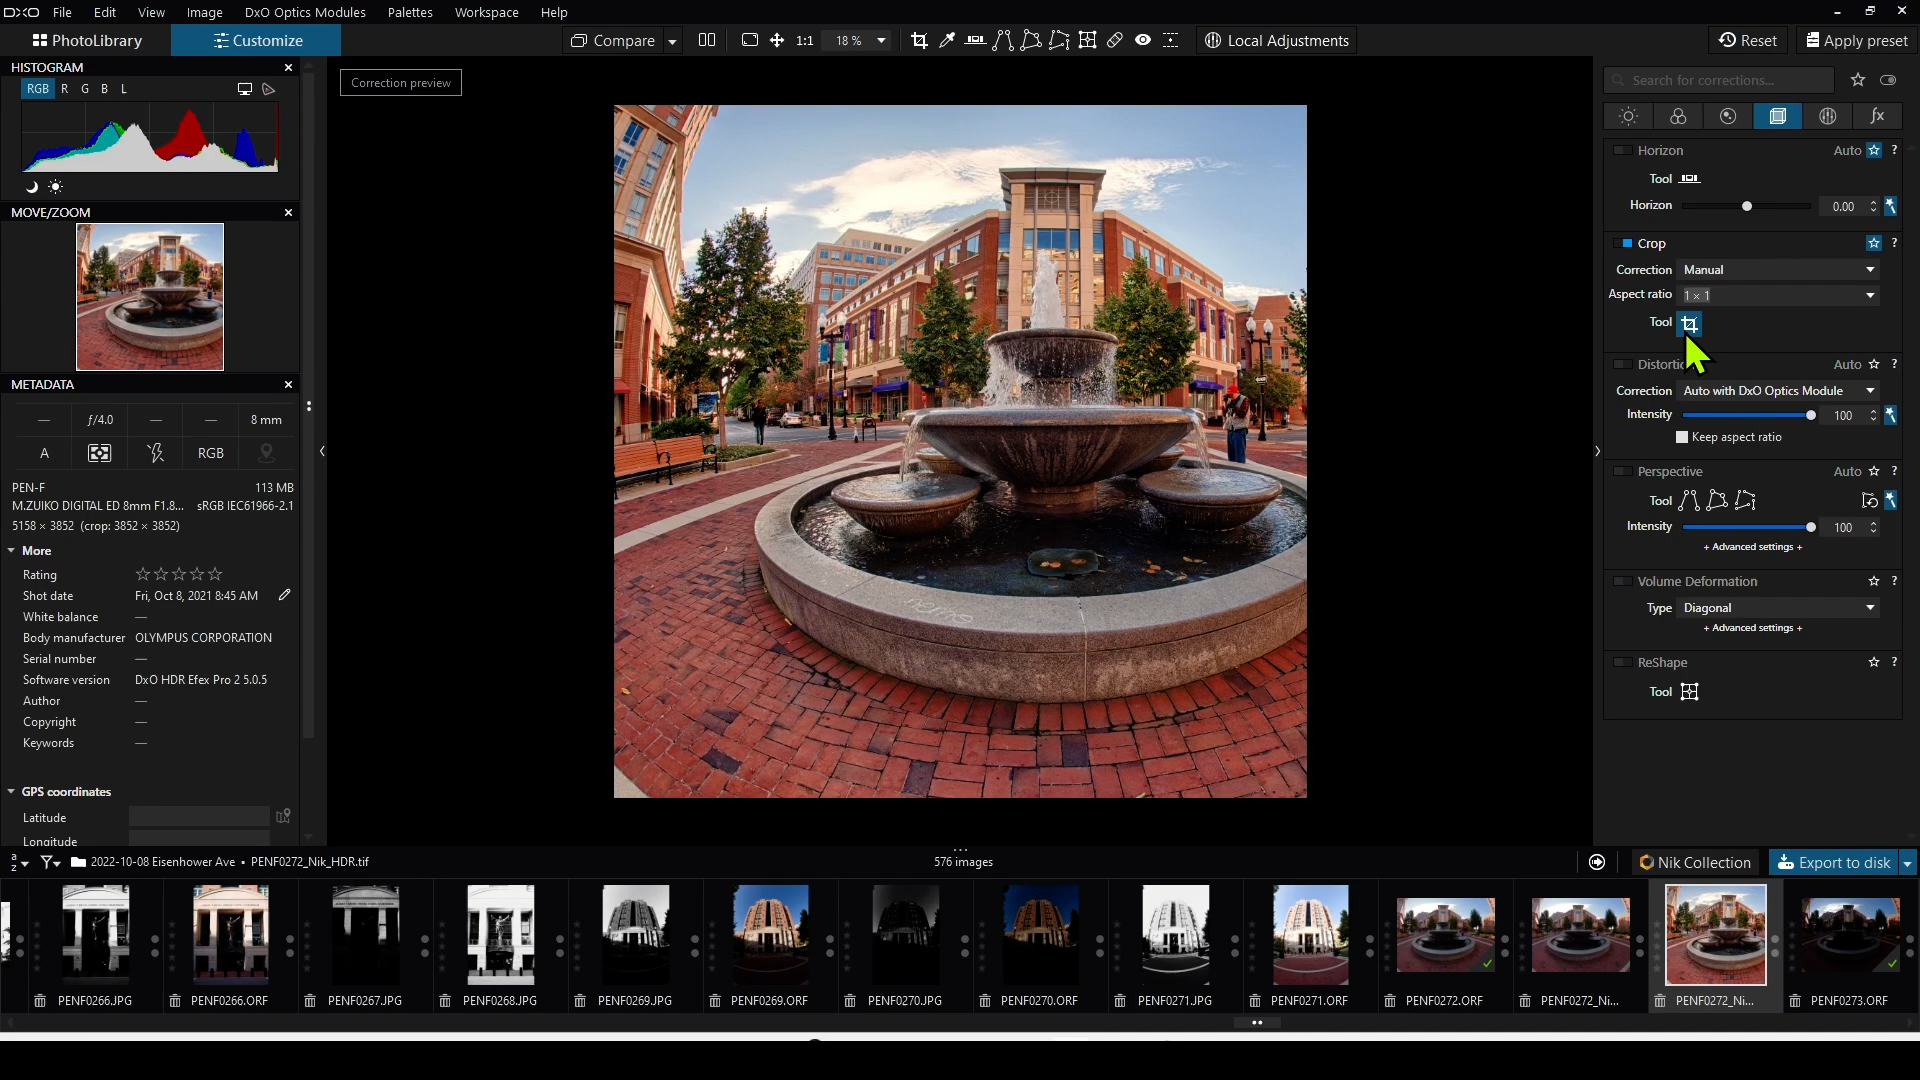 DXO File Edit View Image DxO Optics Modules Palettes Workspace Help
PhotoLibrary Customize Compare 1:1 18 % Local Adjustments Reset Apply preset
HISTOGRAM
RGB R G B L
MOVE/ZOOM
METADATA
— ƒ/4.0 — — 8 mm
A RGB
PEN-F 113 MB
M.ZUIKO DIGITAL ED 8mm F1.8... sRGB IEC61966-2.1
5158 × 3852 (crop: 3852 × 3852)
More
Rating
Shot date Fri, Oct 8, 2021 8:45 AM
White balance —
Body manufacturer OLYMPUS CORPORATION
Serial number —
Software version DxO HDR Efex Pro 2 5.0.5
Author —
Copyright —
Keywords —
GPS coordinates
Latitude
Longitude
Correction preview
Search for corrections...
fx
Horizon Auto ?
Tool
Horizon 0.00
Crop ?
Correction Manual
Aspect ratio 1 × 1
Tool
Distortic Auto ?
Correction Auto with DxO Optics Module
Intensity 100
Keep aspect ratio
Perspective Auto ?
Tool
Intensity 100
+ Advanced settings +
Volume Deformation ?
Type Diagonal
+ Advanced settings +
ReShape ?
Tool
a z 2022-10-08 Eisenhower Ave • PENF0272_Nik_HDR.tif 576 images Nik Collection Export to disk
PENF0266.JPG PENF0266.ORF PENF0267.JPG PENF0268.JPG PENF0269.JPG PENF0269.ORF PENF0270.JPG PENF0270.ORF PENF0271.JPG PENF0271.ORF PENF0272.ORF PENF0272_Ni... PENF0272_Ni... PENF0273.ORF